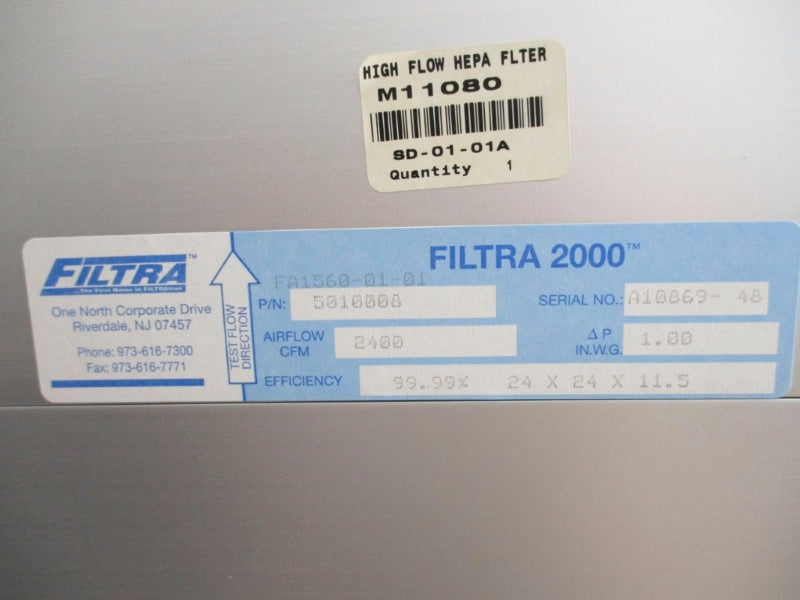 HIGH FLOW HEPA FLTER
M11080
SD-01-01A
Quantity 1
FILTRA™
...The First Name in FILTRAtion
One North Corporate Drive
Riverdale, NJ 07457
Phone: 973-616-7300
Fax: 973-616-7771
TEST FLOW
DIRECTION
FILTRA 2000™
FA1560-01-01
P/N: 5010008
SERIAL NO.: A10869- 48
AIRFLOW
CFM 2400
Δ P
IN.W.G. 1.00
EFFICIENCY 99.99% 24 X 24 X 11.5